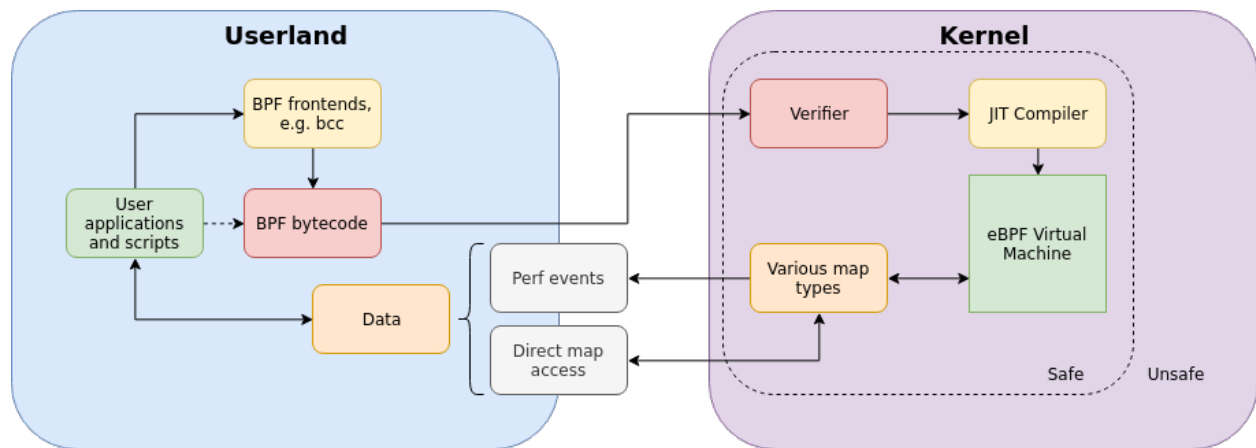 Userland
Kernel
BPF frontends,
e.g. bcc
Verifier
JIT Compiler
User
applications
and scripts
BPF bytecode
eBPF Virtual
Machine
Perf events
Various map
types
Data
Direct map
access
Safe
Unsafe